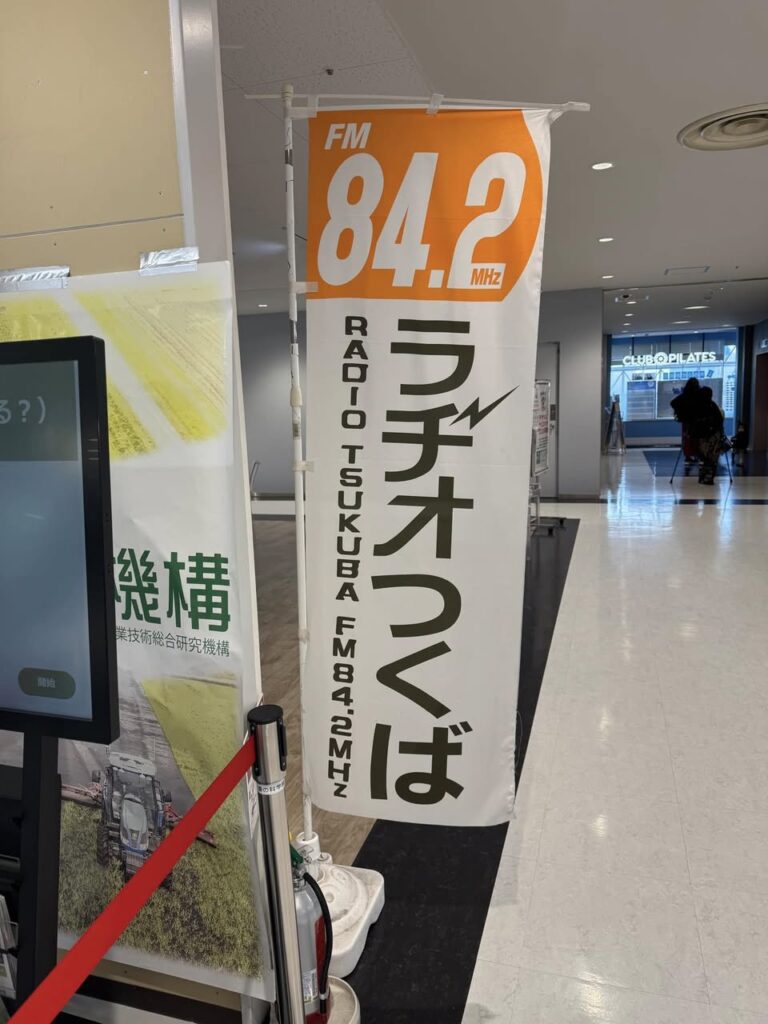 FM
84.2
MHz
ラヂオつくば
RADIO TSUKUBA FM84.2MHz
CLUB PILATES
る?)
機構
業技術総合研究機構
開始